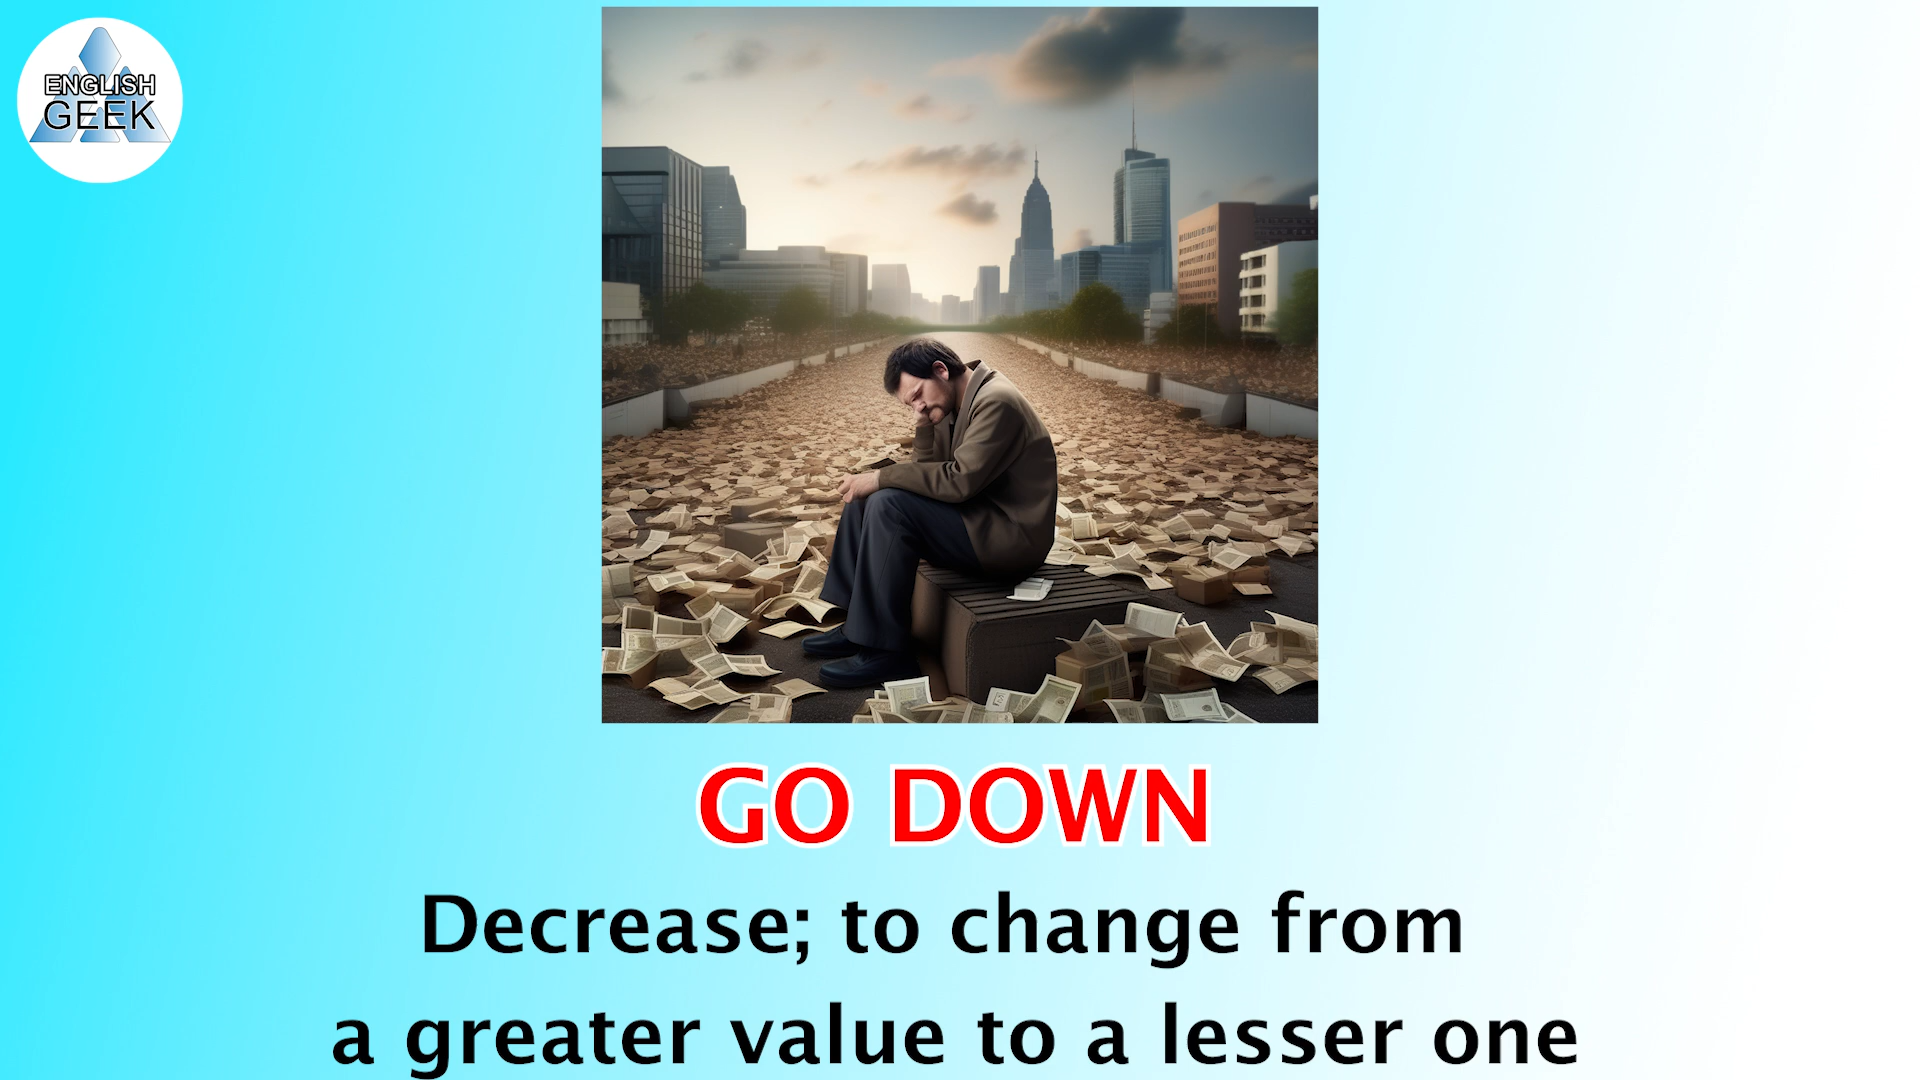 ENGLISH
GEEK
GO DOWN
Decrease; to change from
a greater value to a lesser one